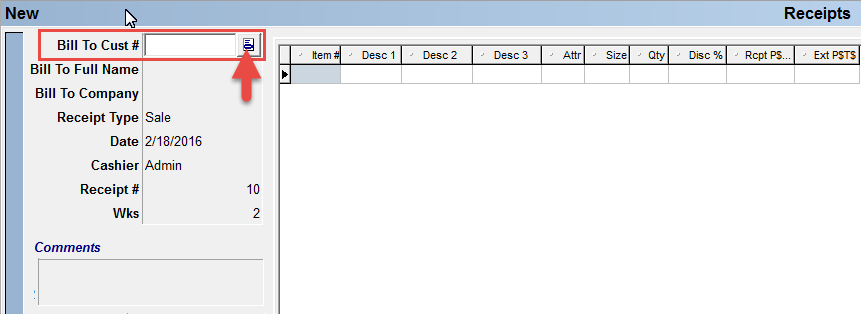 New Receipts
Bill To Cust #
Bill To Full Name
Bill To Company
Receipt Type Sale
Date 2/18/2016
Cashier Admin
Receipt # 10
Wks 2
Comments
Item # Desc 1 Desc 2 Desc 3 Attr Size Qty Disc % Rcpt P$... Ext P$T$